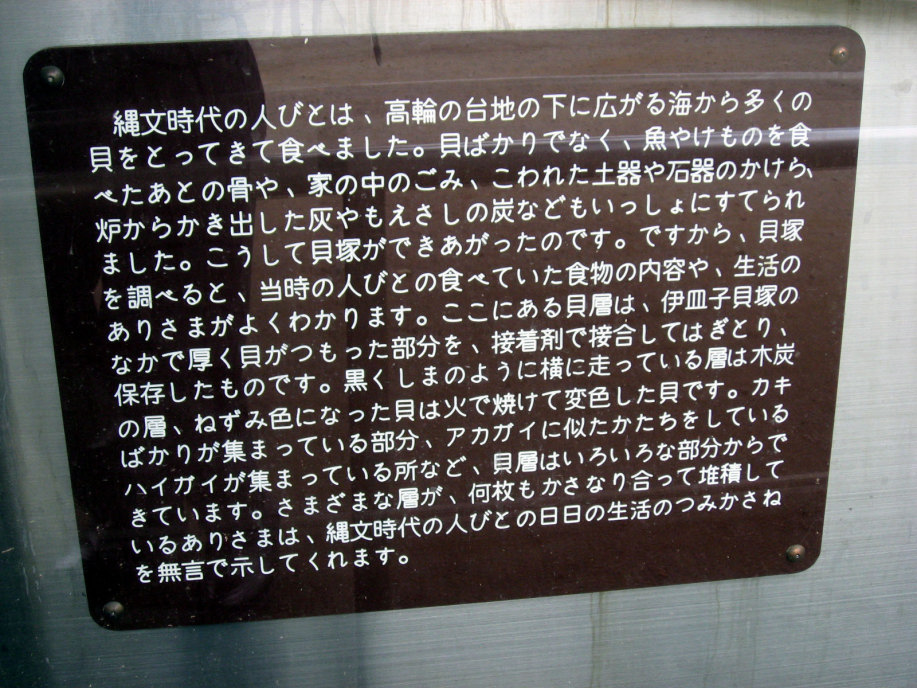 縄文時代の人びとは、高輪の台地の下に広がる海から多くの
貝をとってきて食べました。貝ばかりでなく、魚やけものを食
べたあとの骨や、家の中のごみ、こわれた土器や石器のかけら、
炉からかき出した灰やもえさしの炭などもいっしょにすてられ
ました。こうして貝塚ができあがったのです。ですから、貝塚
を調べると、当時の人びとの食べていた食物の内容や、生活の
ありさまがよくわかります。ここにある貝層は、伊皿子貝塚の
なかで厚く貝がつもった部分を、接着剤で接合してはぎとり、
保存したものです。黒くしまのように横に走っている層は木炭
の層、ねずみ色になった貝は火で焼けて変色した貝です。カキ
ばかりが集まっている部分、アカガイに似たかたちをしている
ハイガイが集まっている所など、貝層はいろいろな部分からで
きています。さまざまな層が、何枚もかさなり合って堆積して
いるありさまは、縄文時代の人びとの日日の生活のつみかさね
を無言で示してくれます。